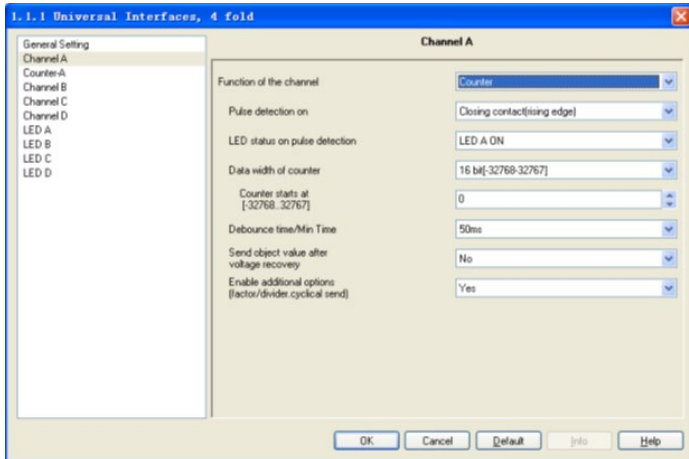 1.1.1 Universal Interfaces, 4 fold
General Setting
Channel A
Counter-A
Channel B
Channel C
Channel D
LED A
LED B
LED C
LED D
Channel A
Function of the channel
Counter
Pulse detection on
Closing contact(rising edge)
LED status on pulse detection
LED A ON
Data width of counter
16 bit[-32768-32767]
Counter starts at
[-32768..32767]
0
Debounce time/Min Time
50ms
Send object value after
voltage recovery
No
Enable additional options
(factor/divider.cyclical send)
Yes
OK
Cancel
Default
Info
Help